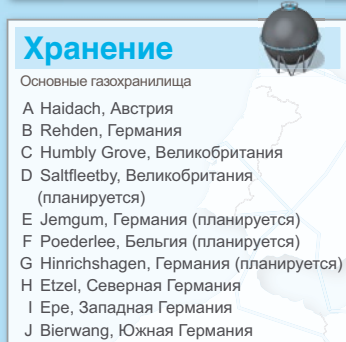 Хранение
Основные газохранилища
A Haidach, Австрия
B Rehden, Германия
C Humbly Grove, Великобритания
D Saltfleetby, Великобритания
(планируется)
E Jemgum, Германия (планируется)
F Poederlee, Бельгия (планируется)
G Hinrichshagen, Германия (планируется)
H Etzel, Северная Германия
I Epe, Западная Германия
J Bierwang, Южная Германия